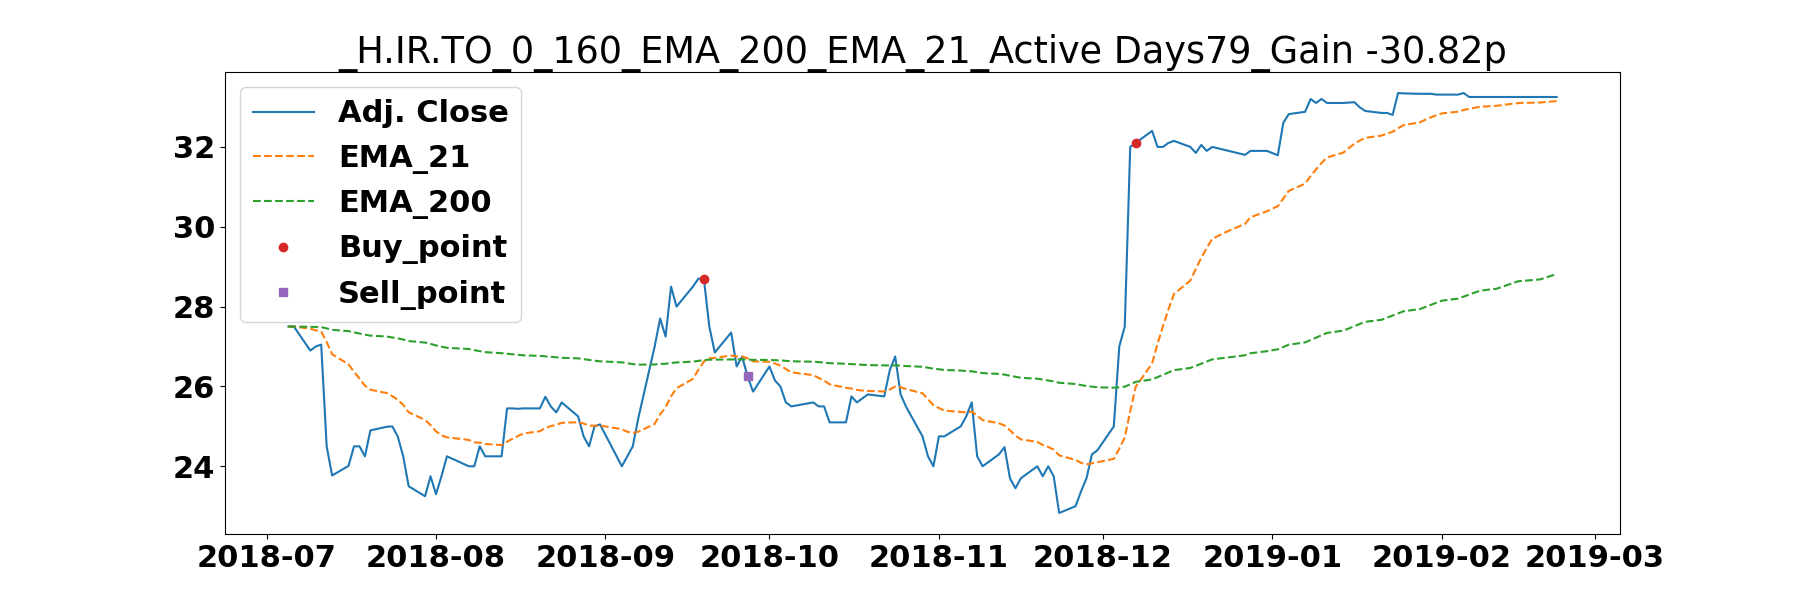 _H.IR.TO_0_160_EMA_200_EMA_21_Active Days79_Gain -30.82p
Adj. Close
EMA_21
EMA_200
Buy_point
Sell_point
32
30
28
26
24
2018-07 2018-08 2018-09 2018-10 2018-11 2018-12 2019-01 2019-02 2019-03